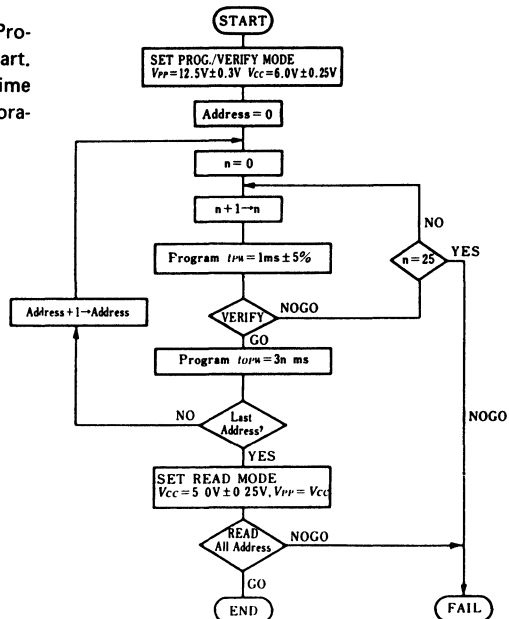 Pro-
art.
ime
ora-
START
SET PROG./VERIFY MODE
VPP=12.5V±0.3V VCC=6.0V±0.25V
Address=0
n=0
n+1→n
Program tPW=1ms±5%
VERIFY
NOGO
GO
n=25
NO
YES
Address+1→Address
Program tOPW=3n ms
Last
Address?
NO
YES
SET READ MODE
VCC=5 0V±0 25V, VPP=VCC
READ
All Address
NOGO
GO
NOGO
END
FAIL